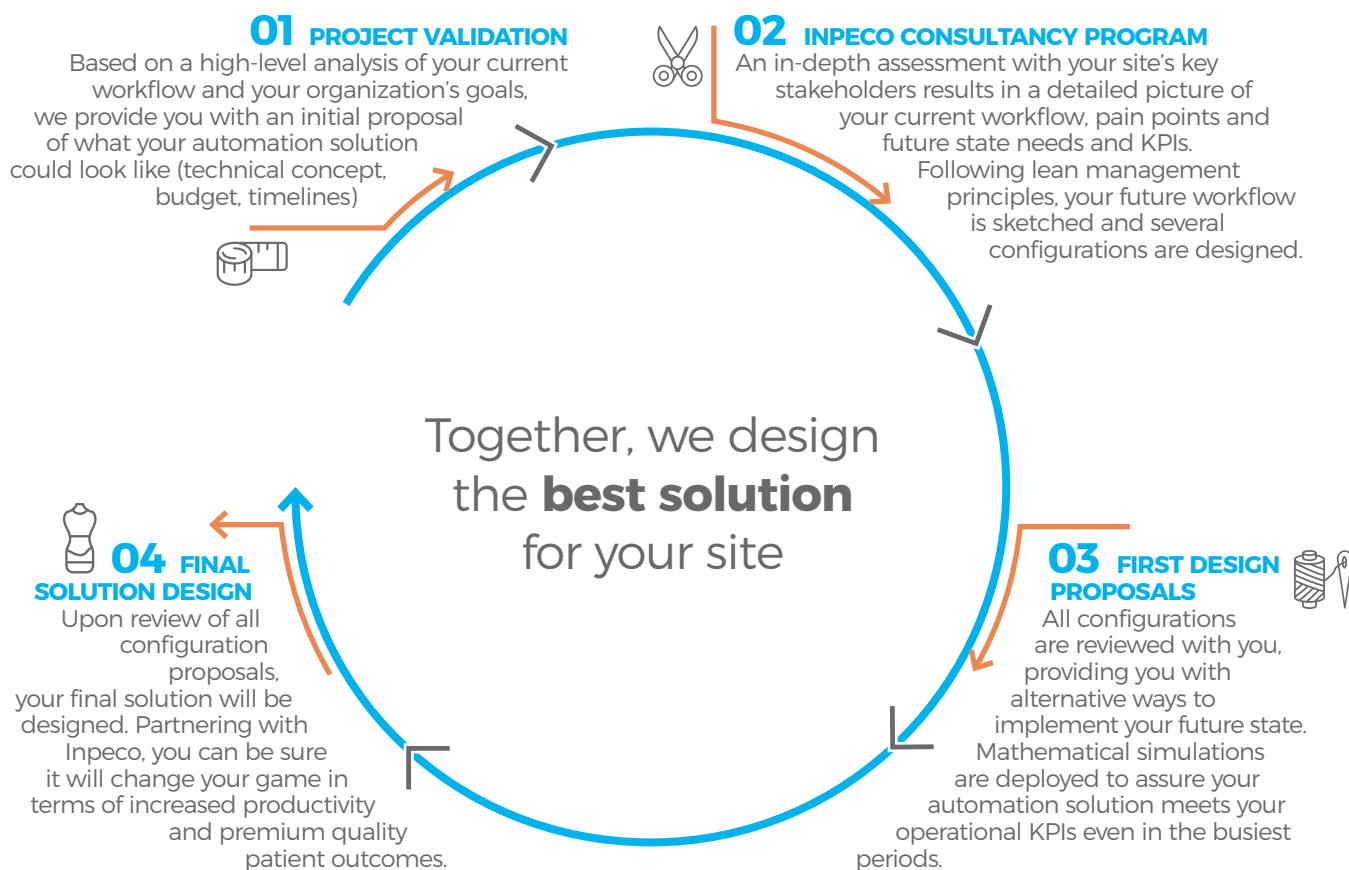 01 PROJECT VALIDATION
Based on a high-level analysis of your current
workflow and your organization's goals,
we provide you with an initial proposal
of what your automation solution
could look like (technical concept,
budget, timelines)
02 INPECO CONSULTANCY PROGRAM
An in-depth assessment with your site's key
stakeholders results in a detailed picture of
your current workflow, pain points and
future state needs and KPIs.
Following lean management
principles, your future workflow
is sketched and several
configurations are designed.
Together, we design
the best solution
for your site
03 FIRST DESIGN
PROPOSALS
All configurations
are reviewed with you,
providing you with
alternative ways to
implement your future state.
Mathematical simulations
are deployed to assure your
automation solution meets your
operational KPIs even in the busiest
periods.
04 FINAL
SOLUTION DESIGN
Upon review of all
configuration
proposals,
your final solution will be
designed. Partnering with
Inpeco, you can be sure
it will change your game in
terms of increased productivity
and premium quality
patient outcomes.